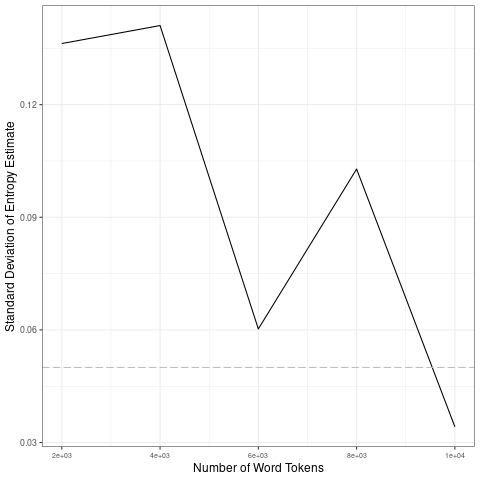 Standard Deviation of Entropy Estimate
0.12
0.09
0.06
0.03
2e+03 4e+03 6e+03 8e+03 1e+04
Number of Word Tokens